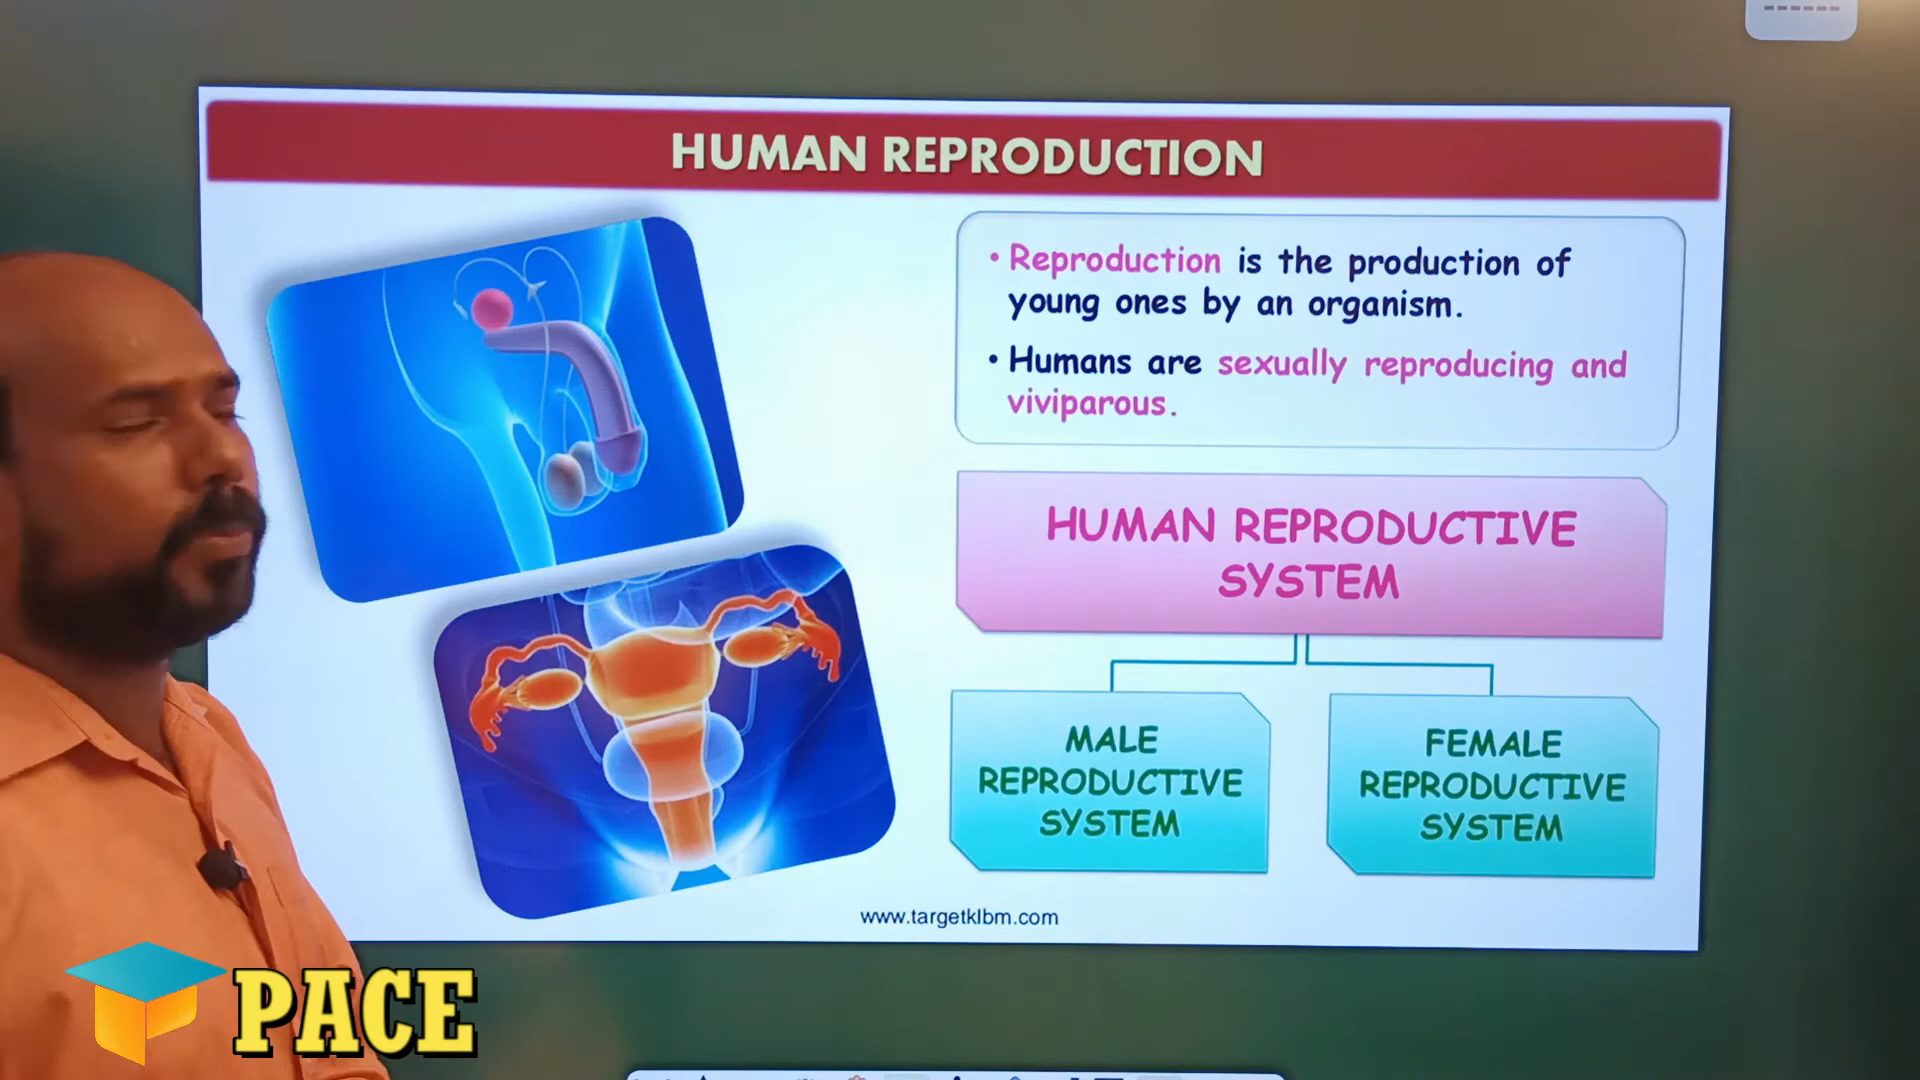 HUMAN REPRODUCTION
• Reproduction is the production of
young ones by an organism.
• Humans are sexually reproducing and
viviparous.
HUMAN REPRODUCTIVE
SYSTEM
MALE
REPRODUCTIVE
SYSTEM
FEMALE
REPRODUCTIVE
SYSTEM
www.targetklbm.com
PACE